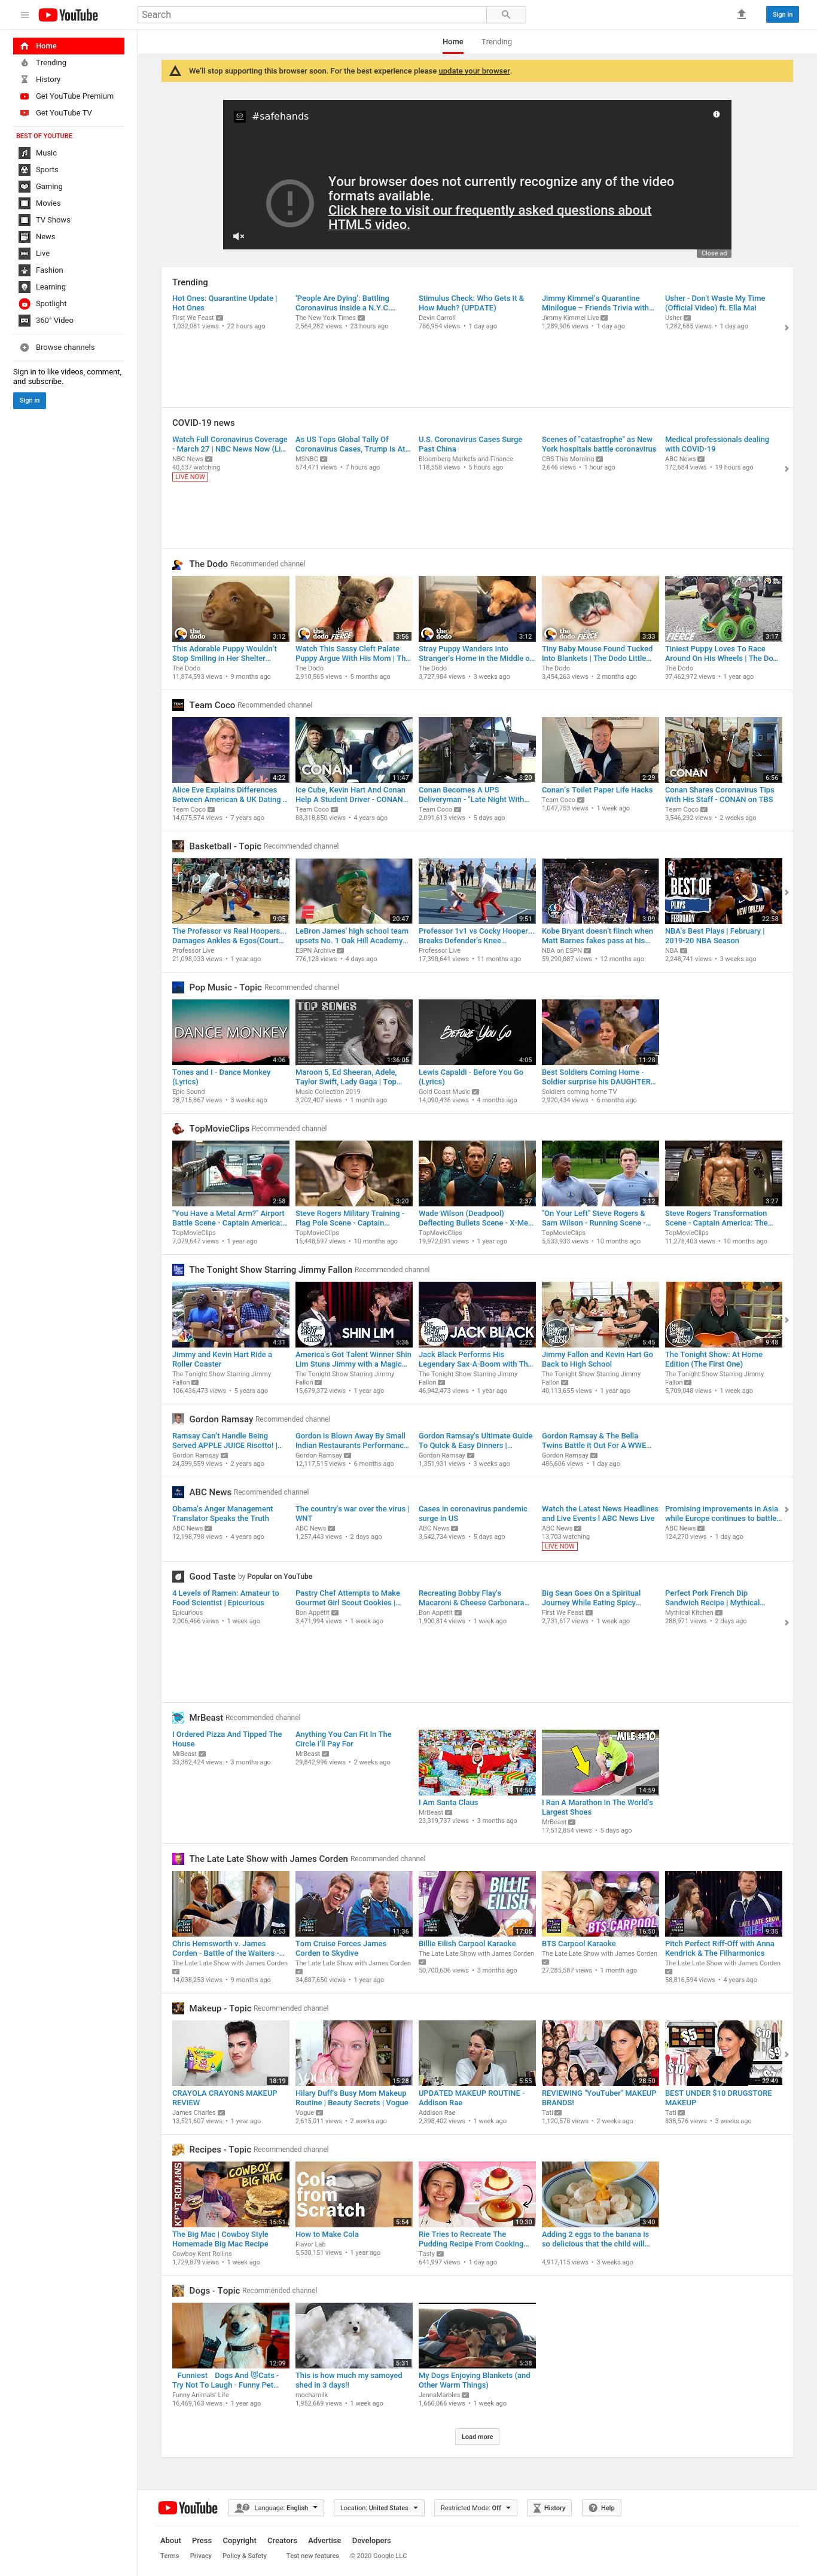 YouTube
Search
Sign in
Home
Trending
History
Get YouTube Premium
Get YouTube TV
BEST OF YOUTUBE
Music
Sports
Gaming
Movies
TV Shows
News
Live
Fashion
Learning
Spotlight
360° Video
Browse channels
Sign in to like videos, comment,
and subscribe.
Sign in
Home Trending
We'll stop supporting this browser soon. For the best experience please update your browser.
#safehands
Your browser does not currently recognize any of the video
formats available.
Click here to visit our frequently asked questions about
HTML5 video.
Close ad
Trending
Hot Ones: Quarantine Update |
Hot Ones
First We Feast
1,032,081 views • 22 hours ago
'People Are Dying': Battling
Coronavirus Inside a N.Y.C....
The New York Times
2,564,282 views • 23 hours ago
Stimulus Check: Who Gets It &
How Much? (UPDATE)
Devin Carroll
786,954 views • 1 day ago
Jimmy Kimmel's Quarantine
Minilogue – Friends Trivia with...
Jimmy Kimmel Live
1,289,906 views • 1 day ago
Usher - Don't Waste My Time
(Official Video) ft. Ella Mai
Usher
1,282,685 views • 1 day ago
COVID-19 news
Watch Full Coronavirus Coverage
- March 27 | NBC News Now (Li...
NBC News
40,537 watching
LIVE NOW
As US Tops Global Tally Of
Coronavirus Cases, Trump Is At...
MSNBC
574,471 views • 7 hours ago
U.S. Coronavirus Cases Surge
Past China
Bloomberg Markets and Finance
118,558 views • 5 hours ago
Scenes of "catastrophe" as New
York hospitals battle coronavirus
CBS This Morning
2,646 views • 1 hour ago
Medical professionals dealing
with COVID-19
ABC News
172,684 views • 19 hours ago
The Dodo Recommended channel
the dodo
3:12
This Adorable Puppy Wouldn't
Stop Smiling in Her Shelter...
The Dodo
11,874,593 views • 9 months ago
the dodo FIERCE
3:56
Watch This Sassy Cleft Palate
Puppy Argue With His Mom | Th...
The Dodo
2,910,565 views • 5 months ago
the dodo
3:12
Stray Puppy Wanders Into
Stranger's Home in the Middle o...
The Dodo
3,727,984 views • 3 weeks ago
the dodo
3:33
Tiny Baby Mouse Found Tucked
Into Blankets | The Dodo Little...
The Dodo
3,454,263 views • 2 months ago
FIERCE
3:17
Tiniest Puppy Loves To Race
Around On His Wheels | The Do...
The Dodo
37,462,972 views • 1 year ago
Team Coco Recommended channel
4:22
Alice Eve Explains Differences
Between American & UK Dating ...
Team Coco
14,075,574 views • 7 years ago
CONAN
11:47
Ice Cube, Kevin Hart And Conan
Help A Student Driver - CONAN...
Team Coco
88,318,850 views • 4 years ago
8:20
Conan Becomes A UPS
Deliveryman - "Late Night With...
Team Coco
2,091,613 views • 5 days ago
2:29
Conan's Toilet Paper Life Hacks
Team Coco
1,047,753 views • 1 week ago
CONAN
6:56
Conan Shares Coronavirus Tips
With His Staff - CONAN on TBS
Team Coco
3,546,292 views • 2 weeks ago
Basketball - Topic Recommended channel
9:05
The Professor vs Real Hoopers...
Damages Ankles & Egos(Court...
Professor Live
21,098,033 views • 1 year ago
20:47
LeBron James' high school team
upsets No. 1 Oak Hill Academy...
ESPN Archive
776,128 views • 4 days ago
9:51
Professor 1v1 vs Cocky Hooper...
Breaks Defender's Knee...
Professor Live
17,398,641 views • 11 months ago
3:09
Kobe Bryant doesn't flinch when
Matt Barnes fakes pass at his...
NBA on ESPN
59,290,887 views • 12 months ago
BEST OF
PLAYS
FEBRUARY
NEW ORLEANS
22:58
NBA's Best Plays | February |
2019-20 NBA Season
NBA
2,248,741 views • 3 weeks ago
Pop Music - Topic Recommended channel
DANCE MONKEY
4:06
Tones and I - Dance Monkey
(Lyrics)
Epic Sound
28,715,867 views • 3 weeks ago
TOP SONGS
1:36:05
Maroon 5, Ed Sheeran, Adele,
Taylor Swift, Lady Gaga | Top...
Music Collection 2019
3,202,407 views • 1 month ago
BEFORE YOU GO
4:05
Lewis Capaldi - Before You Go
(Lyrics)
Gold Coast Music
14,090,436 views • 4 months ago
11:28
Best Soldiers Coming Home -
Soldier surprise his DAUGHTER...
Soldiers coming home TV
2,920,434 views • 6 months ago
TopMovieClips Recommended channel
2:58
"You Have a Metal Arm?" Airport
Battle Scene - Captain America:...
TopMovieClips
7,079,647 views • 1 year ago
3:20
Steve Rogers Military Training -
Flag Pole Scene - Captain...
TopMovieClips
15,448,597 views • 10 months ago
2:37
Wade Wilson (Deadpool)
Deflecting Bullets Scene - X-Me...
TopMovieClips
19,972,091 views • 1 year ago
3:12
"On Your Left" Steve Rogers &
Sam Wilson - Running Scene -...
TopMovieClips
5,533,933 views • 10 months ago
3:27
Steve Rogers Transformation
Scene - Captain America: The...
TopMovieClips
11,278,403 views • 10 months ago
The Tonight Show Starring Jimmy Fallon Recommended channel
4:31
Jimmy and Kevin Hart Ride a
Roller Coaster
The Tonight Show Starring Jimmy
Fallon
106,436,473 views • 5 years ago
THE TONIGHT SHOW
SHIN LIM
5:36
America's Got Talent Winner Shin
Lim Stuns Jimmy with a Magic...
The Tonight Show Starring Jimmy
Fallon
15,679,372 views • 1 year ago
THE TONIGHT SHOW
JACK BLACK
2:22
Jack Black Performs His
Legendary Sax-A-Boom with Th...
The Tonight Show Starring Jimmy
Fallon
46,942,473 views • 1 year ago
THE TONIGHT SHOW
5:45
Jimmy Fallon and Kevin Hart Go
Back to High School
The Tonight Show Starring Jimmy
Fallon
40,113,655 views • 1 year ago
THE TONIGHT SHOW
9:48
The Tonight Show: At Home
Edition (The First One)
The Tonight Show Starring Jimmy
Fallon
5,709,048 views • 1 week ago
Gordon Ramsay Recommended channel
Ramsay Can't Handle Being
Served APPLE JUICE Risotto! |...
Gordon Ramsay
24,399,559 views • 2 years ago
Gordon Is Blown Away By Small
Indian Restaurants Performanc...
Gordon Ramsay
12,117,515 views • 6 months ago
Gordon Ramsay's Ultimate Guide
To Quick & Easy Dinners |...
Gordon Ramsay
1,351,931 views • 3 weeks ago
Gordon Ramsay & The Bella
Twins Battle it Out For A WWE...
Gordon Ramsay
486,606 views • 1 day ago
ABC News Recommended channel
Obama's Anger Management
Translator Speaks the Truth
ABC News
12,198,798 views • 4 years ago
The country's war over the virus |
WNT
ABC News
1,257,443 views • 2 days ago
Cases in coronavirus pandemic
surge in US
ABC News
3,542,734 views • 5 days ago
Watch the Latest News Headlines
and Live Events l ABC News Live
ABC News
13,703 watching
LIVE NOW
Promising improvements in Asia
while Europe continues to battle...
ABC News
124,270 views • 1 day ago
Good Taste by Popular on YouTube
4 Levels of Ramen: Amateur to
Food Scientist | Epicurious
Epicurious
2,006,466 views • 1 week ago
Pastry Chef Attempts to Make
Gourmet Girl Scout Cookies |...
Bon Appétit
3,471,994 views • 1 week ago
Recreating Bobby Flay's
Macaroni & Cheese Carbonara...
Bon Appétit
1,900,814 views • 1 week ago
Big Sean Goes On a Spiritual
Journey While Eating Spicy...
First We Feast
2,731,617 views • 1 week ago
Perfect Pork French Dip
Sandwich Recipe | Mythical...
Mythical Kitchen
288,971 views • 2 days ago
MrBeast Recommended channel
I Ordered Pizza And Tipped The
House
MrBeast
33,382,424 views • 3 months ago
Anything You Can Fit In The
Circle I'll Pay For
MrBeast
29,842,996 views • 2 weeks ago
14:50
I Am Santa Claus
MrBeast
23,319,737 views • 3 months ago
MILE #10
14:59
I Ran A Marathon In The World's
Largest Shoes
MrBeast
17,512,854 views • 5 days ago
The Late Late Show with James Corden Recommended channel
6:53
Chris Hemsworth v. James
Corden - Battle of the Waiters -...
The Late Late Show with James Corden
14,038,253 views • 9 months ago
11:36
Tom Cruise Forces James
Corden to Skydive
The Late Late Show with James Corden
34,887,650 views • 1 year ago
BILLIE EILISH
17:05
Billie Eilish Carpool Karaoke
The Late Late Show with James Corden
50,700,606 views • 3 months ago
BTS CARPOOL
16:50
BTS Carpool Karaoke
The Late Late Show with James Corden
27,285,587 views • 1 month ago
9:35
Pitch Perfect Riff-Off with Anna
Kendrick & The Filharmonics
The Late Late Show with James Corden
58,816,594 views • 4 years ago
Makeup - Topic Recommended channel
18:19
CRAYOLA CRAYONS MAKEUP
REVIEW
James Charles
13,521,607 views • 1 year ago
15:28
Hilary Duff's Busy Mom Makeup
Routine | Beauty Secrets | Vogue
Vogue
2,615,011 views • 2 weeks ago
5:55
UPDATED MAKEUP ROUTINE -
Addison Rae
Addison Rae
2,398,402 views • 1 week ago
28:50
REVIEWING "YouTuber" MAKEUP
BRANDS!
Tati
1,120,578 views • 2 weeks ago
$5
$10
$9
$10
22:49
BEST UNDER $10 DRUGSTORE
MAKEUP
Tati
838,576 views • 3 weeks ago
Recipes - Topic Recommended channel
KENT ROLLINS
COWBOY
BIG MAC
15:51
The Big Mac | Cowboy Style
Homemade Big Mac Recipe
Cowboy Kent Rollins
1,729,879 views • 1 week ago
Cola
from
Scratch
5:54
How to Make Cola
Flavor Lab
5,538,151 views • 1 year ago
10:30
Rie Tries to Recreate The
Pudding Recipe From Cooking...
Tasty
641,997 views • 1 day ago
3:40
Adding 2 eggs to the banana is
so delicious that the child will...
4,917,115 views • 3 weeks ago
Dogs - Topic Recommended channel
12:09
Funniest Dogs And 😻Cats -
Try Not To Laugh - Funny Pet...
Funny Animals' Life
16,469,163 views • 1 year ago
5:31
This is how much my samoyed
shed in 3 days!!
mochamilk
1,952,669 views • 1 week ago
5:38
My Dogs Enjoying Blankets (and
Other Warm Things)
JennaMarbles
1,660,066 views • 1 week ago
Load more
YouTube
Language: English
Location: United States
Restricted Mode: Off
History
Help
About Press Copyright Creators Advertise Developers
Terms Privacy Policy & Safety Test new features © 2020 Google LLC